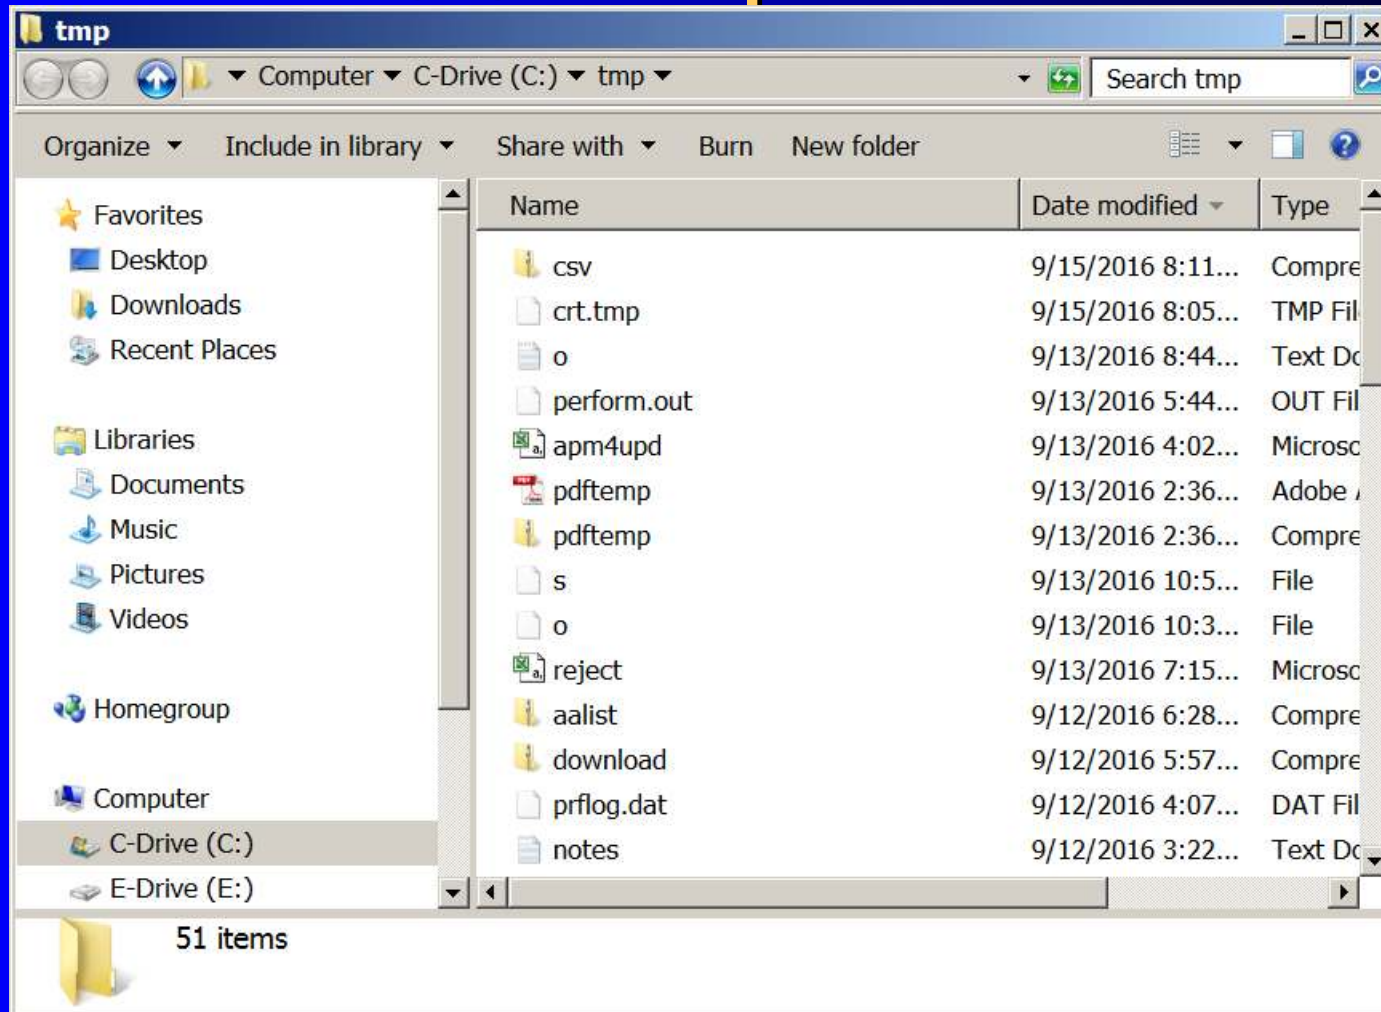 tmp
Computer C-Drive (C:) tmp Search tmp
Organize Include in library Share with Burn New folder
Favorites
Desktop
Downloads
Recent Places
Libraries
Documents
Music
Pictures
Videos
Homegroup
Computer
C-Drive (C:)
E-Drive (E:)
Name Date modified Type
csv 9/15/2016 8:11... Compre
crt.tmp 9/15/2016 8:05... TMP Fil
o 9/13/2016 8:44... Text Do
perform.out 9/13/2016 5:44... OUT Fil
apm4upd 9/13/2016 4:02... Microso
pdftemp 9/13/2016 2:36... Adobe
pdftemp 9/13/2016 2:36... Compre
s 9/13/2016 10:5... File
o 9/13/2016 10:3... File
reject 9/13/2016 7:15... Microso
aalist 9/12/2016 6:28... Compre
download 9/12/2016 5:57... Compre
prflog.dat 9/12/2016 4:07... DAT Fil
notes 9/12/2016 3:22... Text Do
51 items